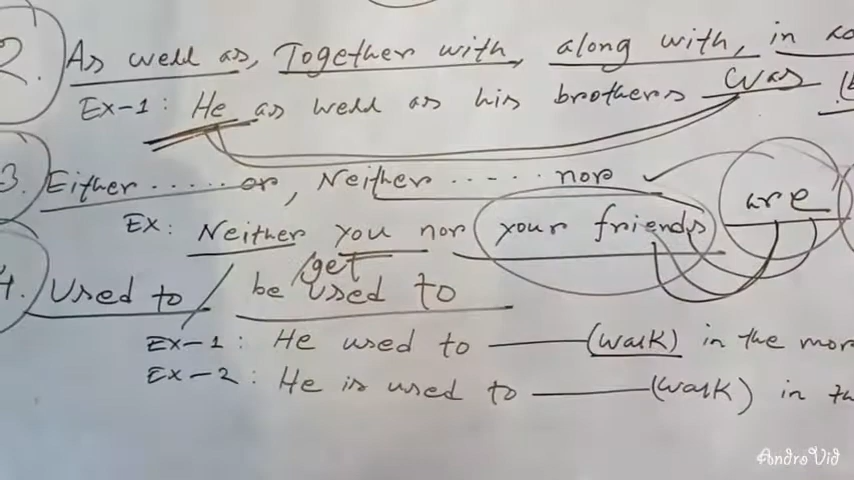 2. As well as, Together with, along with, in
Ex-1: He as well as his brothers was
3. Either ...... or, Neither ...... nor
are
Ex: Neither you nor your friends
4. Used to / be /get used to
Ex-1: He used to ——— (walk) in the mor
Ex-2: He is used to ——— (walk) in th
AndroVid